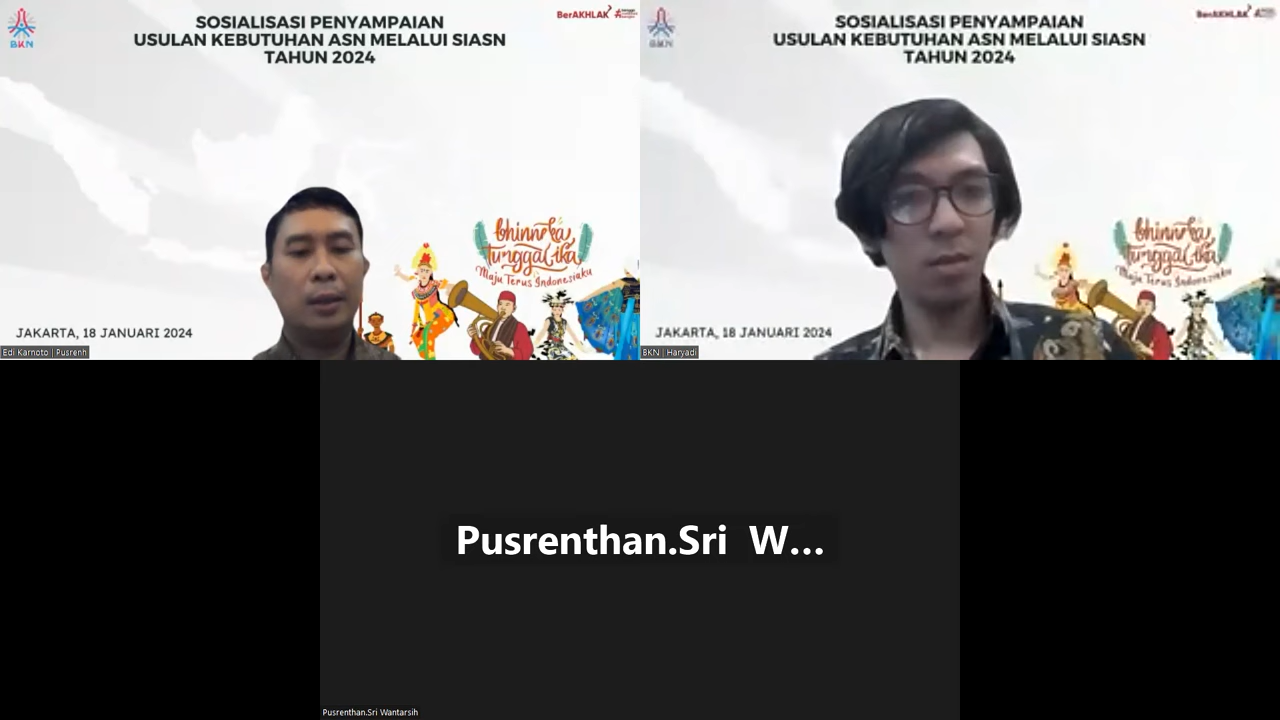 SOSIALISASI PENYAMPAIAN
USULAN KEBUTUHAN ASN MELALUI SIASN
TAHUN 2024
BKN
BerAKHLAK
bhinneka
tunggal ika
Maju Terus Indonesiaku
JAKARTA, 18 JANUARI 2024
Edi Karnoto | Pusrenh
SOSIALISASI PENYAMPAIAN
USULAN KEBUTUHAN ASN MELALUI SIASN
TAHUN 2024
BKN
BerAKHLAK
bhinneka
tunggal ika
Maju Terus Indonesiaku
JAKARTA, 18 JANUARI 2024
BKN | Haryadi
Pusrenthan.Sri W...
Pusrenthan.Sri Wantarsih